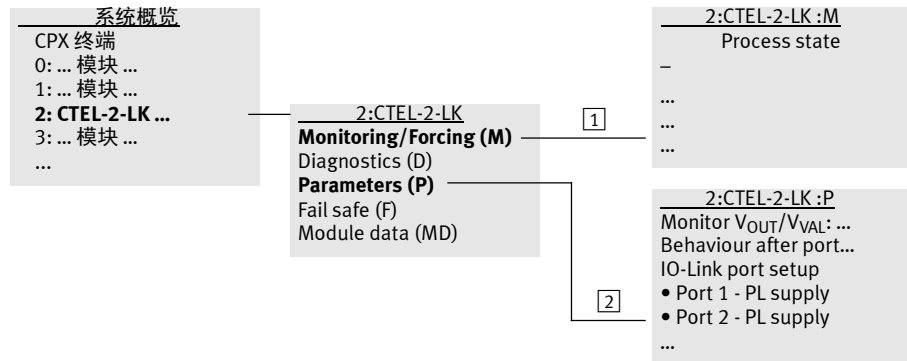 系统概览
CPX 终端
0: ... 模块 ...
1: ... 模块 ...
2: CTEL-2-LK ...
3: ... 模块 ...
...
2:CTEL-2-LK
Monitoring/Forcing (M)
Diagnostics (D)
Parameters (P)
Fail safe (F)
Module data (MD)
1
2:CTEL-2-LK :M
Process state
–
...
...
...
2
2:CTEL-2-LK :P
Monitor VOUT/VVAL: ...
Behaviour after port...
IO-Link port setup
• Port 1 - PL supply
• Port 2 - PL supply
...